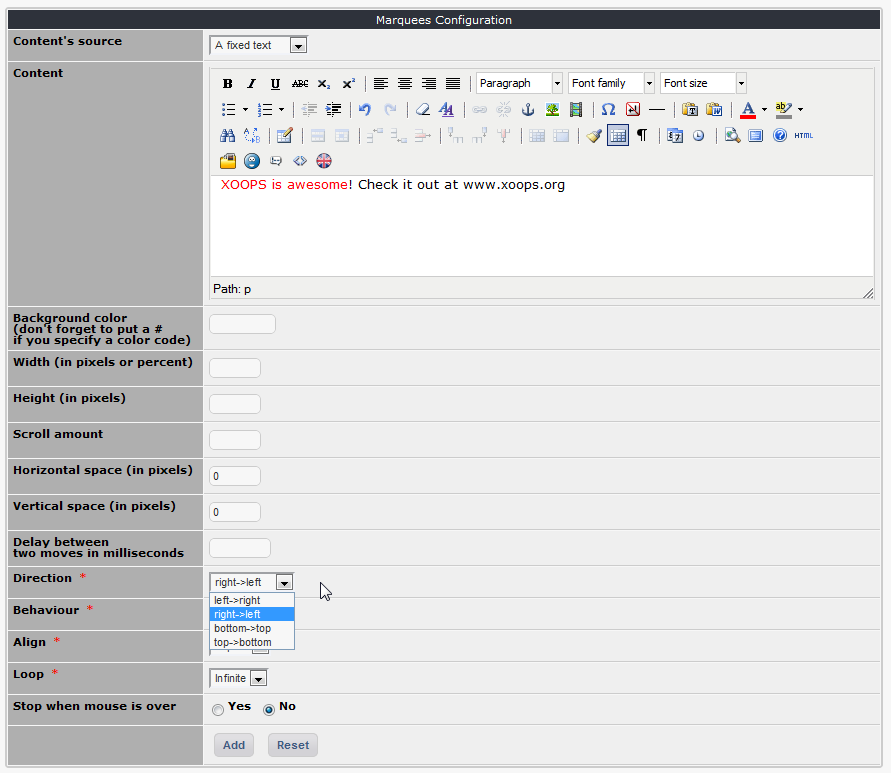 Marquees Configuration
Content's source
A fixed text
Content
B I U ABC X₂ X² Paragraph Font family Font size
HTML
XOOPS is awesome! Check it out at www.xoops.org
Path: p
Background color
(don't forget to put a #
if you specify a color code)
Width (in pixels or percent)
Height (in pixels)
Scroll amount
Horizontal space (in pixels) 0
Vertical space (in pixels) 0
Delay between
two moves in milliseconds
Direction * right->left
left->right
Behaviour *
right->left
bottom->top
Align *
top->bottom
Loop * Infinite
Stop when mouse is over Yes No
Add Reset